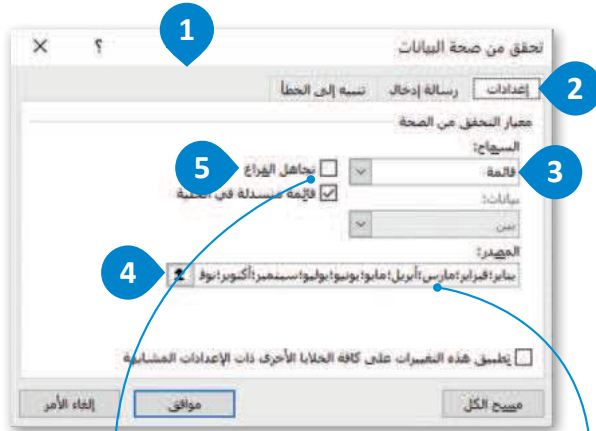 1
تحقق من صحة البيانات
؟
×
إعدادات
رسالة إدخال
تنبيه إلى الخطأ
2
معيار التحقق من الصحة
السماح:
قائمة
3
5
تجاهل الفراغ
قائمة منسدلة في الخلية
بيانات:
بين
المصدر:
يناير؛فبراير؛مارس؛أبريل؛مايو؛يونيو؛يوليو؛سبتمبر؛أكتوبر؛نوف
4
تطبيق هذه التغييرات على كافة الخلايا الأخرى ذات الإعدادات المتشابهة
مسح الكل
موافق
إلغاء الأمر